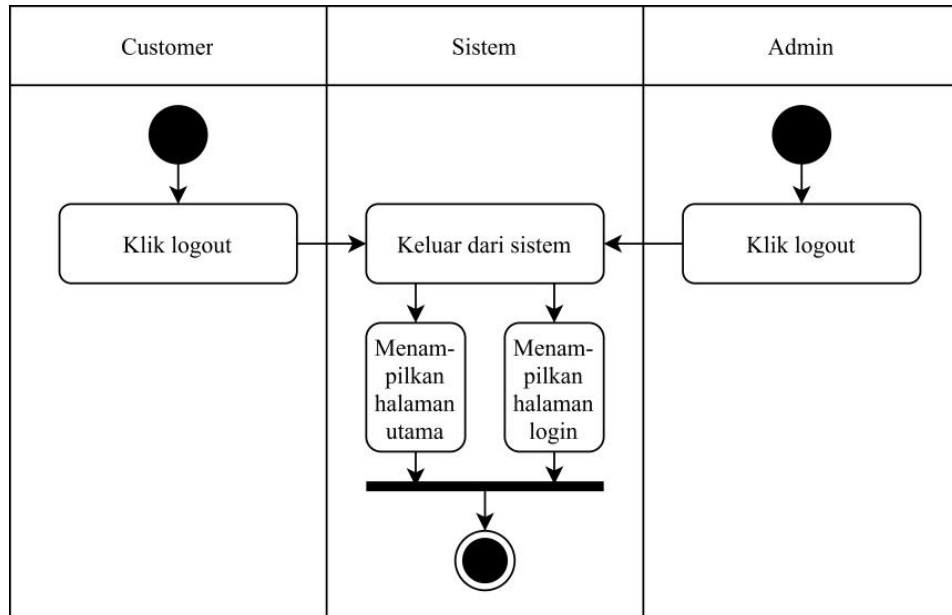 Customer
Sistem
Admin
Klik logout
Keluar dari sistem
Klik logout
Menam-
pilkan
halaman
utama
Menam-
pilkan
halaman
login